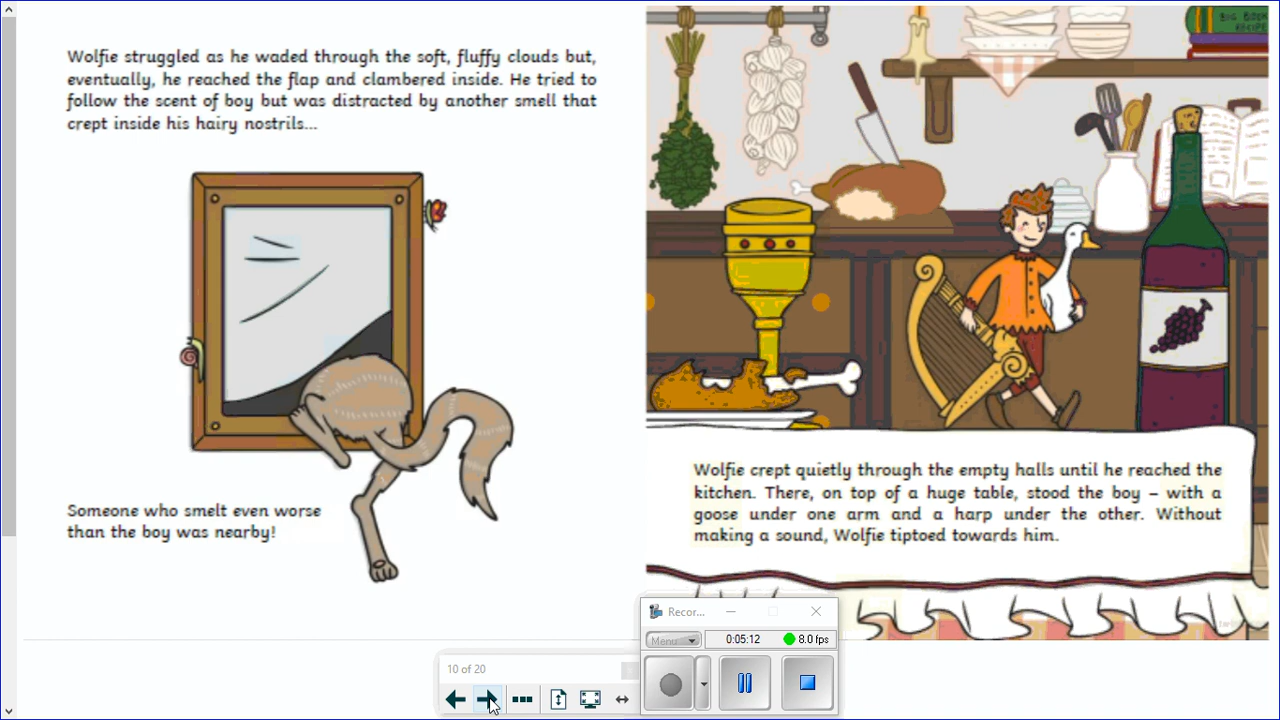 Wolfie struggled as he waded through the soft, fluffy clouds but,
eventually, he reached the flap and clambered inside. He tried to
follow the scent of boy but was distracted by another smell that
crept inside his hairy nostrils...
Someone who smelt even worse
than the boy was nearby!
BIG BOOK
RECIPE
Wolfie crept quietly through the empty halls until he reached the
kitchen. There, on top of a huge table, stood the boy – with a
goose under one arm and a harp under the other. Without
making a sound, Wolfie tiptoed towards him.
Recor...
Menu
0:05:12
8.0 fps
10 of 20